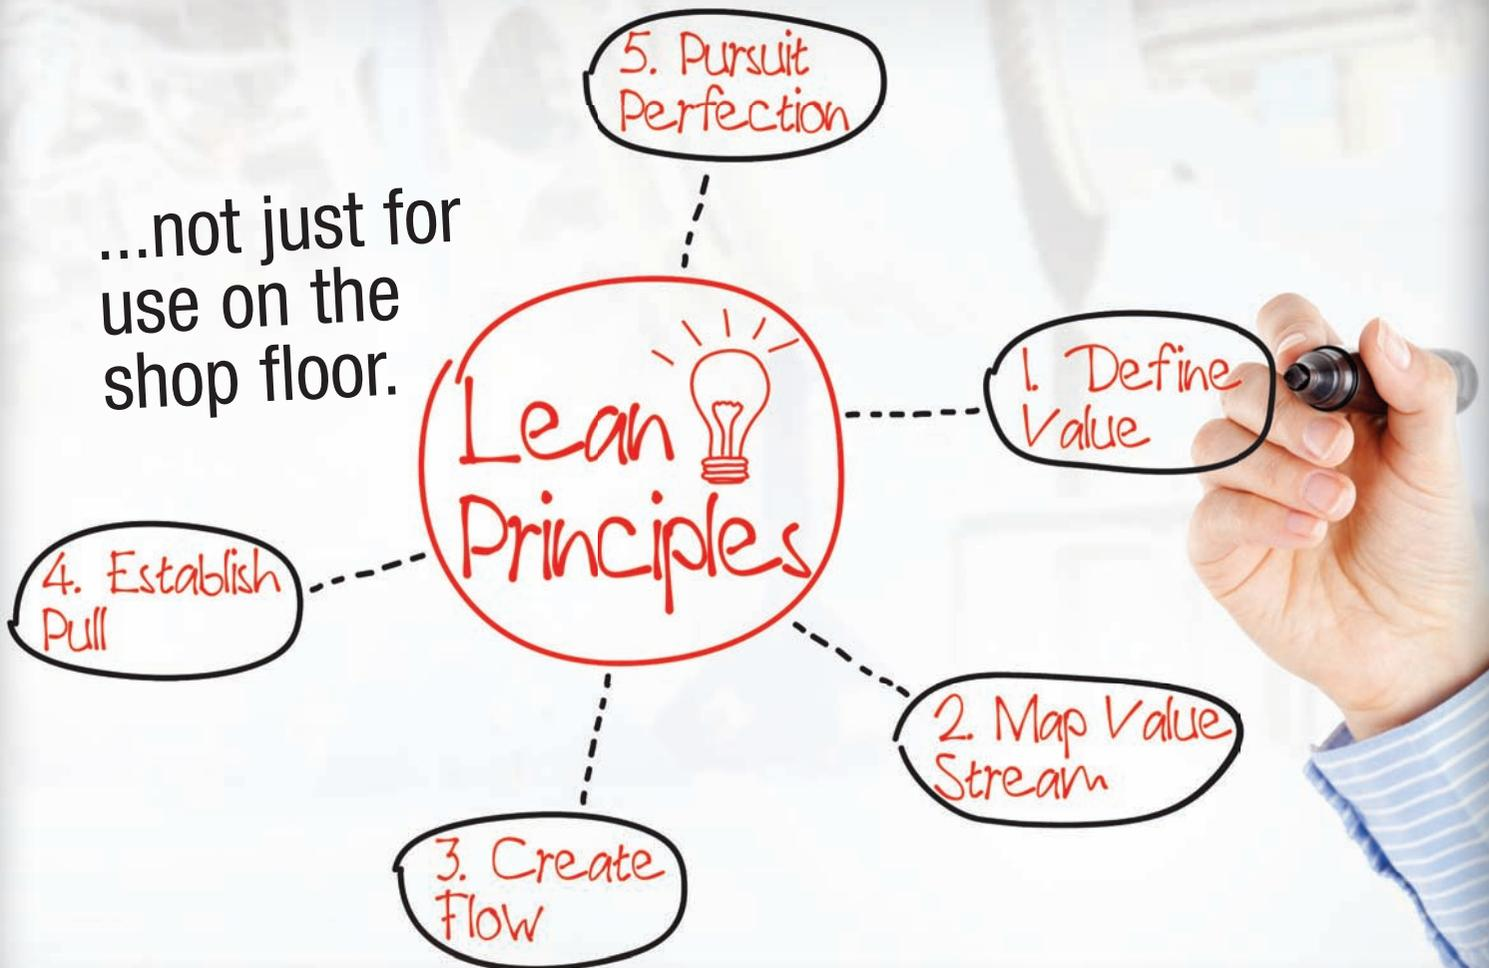 5. Pursuit
Perfection
...not just for
use on the
shop floor.
Lean
Principles
1. Define
Value
4. Establish
Pull
2. Map Value
Stream
3. Create
Flow